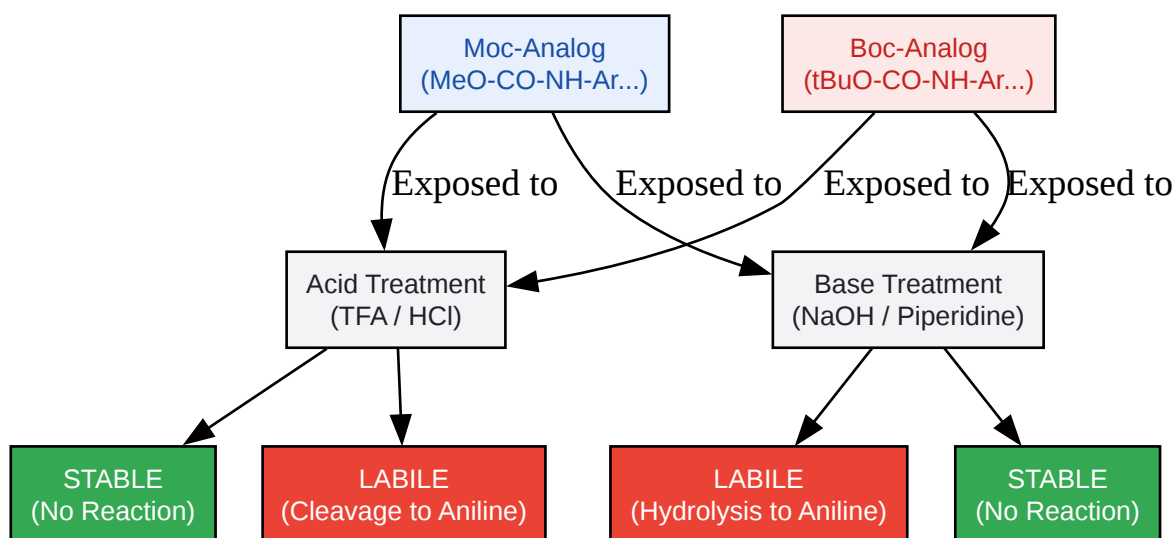 Moc-Analog
(MeO-CO-NH-Ar...)
Boc-Analog
(tBuO-CO-NH-Ar...)
Exposed to
Exposed to
Exposed to
Exposed to
Acid Treatment
(TFA / HCl)
Base Treatment
(NaOH / Piperidine)
STABLE
(No Reaction)
LABILE
(Cleavage to Aniline)
LABILE
(Hydrolysis to Aniline)
STABLE
(No Reaction)